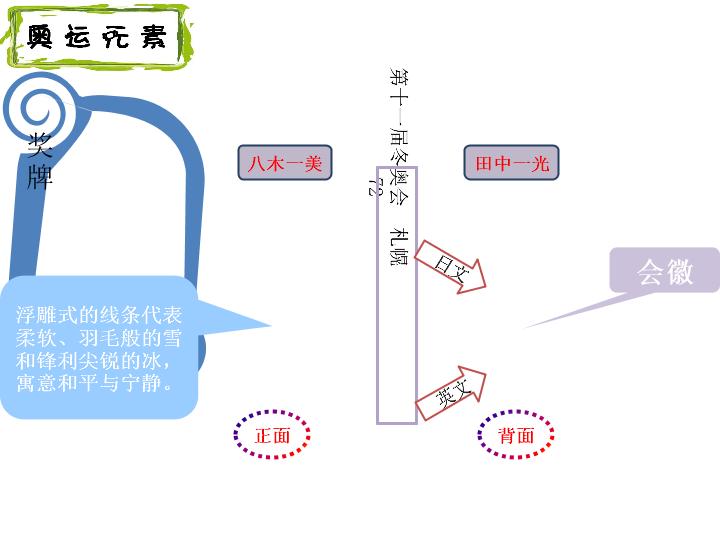 奥运元素
奖牌
第十一届冬奥会 札幌
72
八木一美
田中一光
日文
会徽
浮雕式的线条代表
柔软、羽毛般的雪
和锋利尖锐的冰，
寓意和平与宁静。
英文
正面
背面